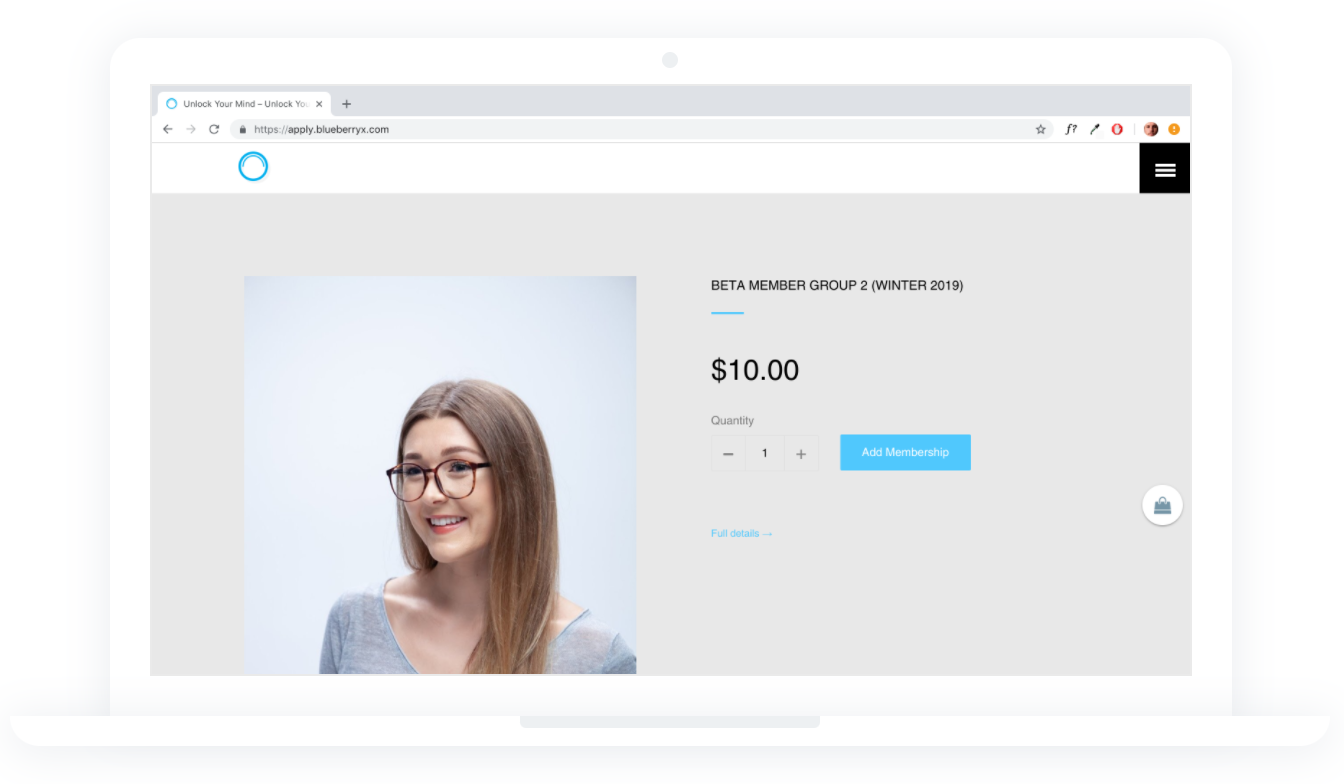 Unlock Your Mind – Unlock You
https://apply.blueberryx.com
f?
BETA MEMBER GROUP 2 (WINTER 2019)
$10.00
Quantity
− 1 + Add Membership
Full details →